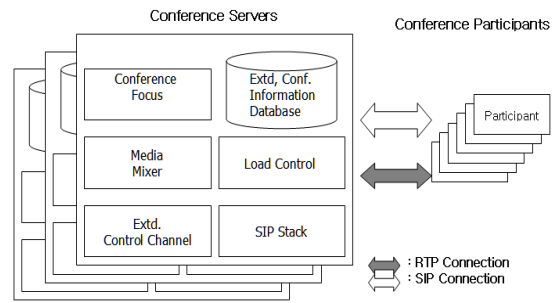 Conference Servers
Conference Participants
Conference
Focus
Extd, Conf.
Information
Database
Participant
Media
Mixer
Load Control
Extd.
Control Channel
SIP Stack
: RTP Connection
: SIP Connection